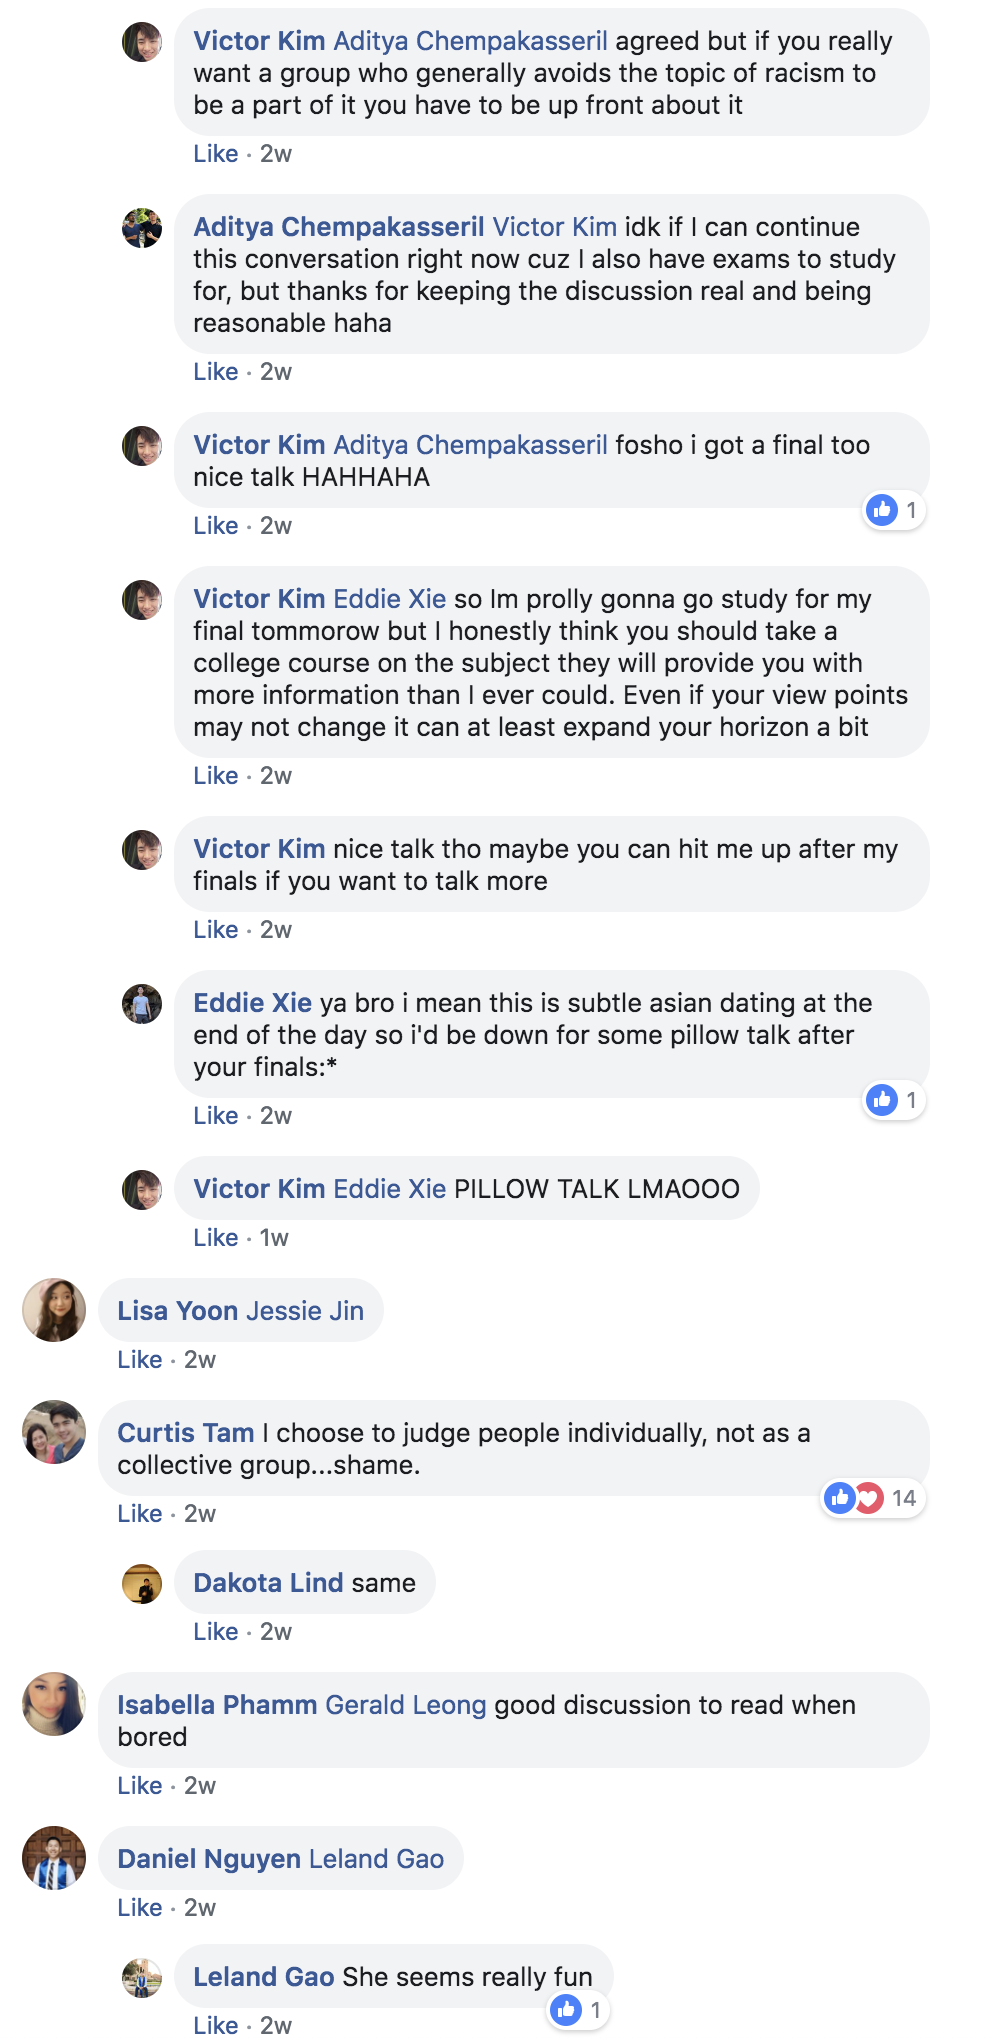 Victor Kim Aditya Chempakasseril agreed but if you really
want a group who generally avoids the topic of racism to
be a part of it you have to be up front about it
Like · 2w
Aditya Chempakasseril Victor Kim idk if I can continue
this conversation right now cuz I also have exams to study
for, but thanks for keeping the discussion real and being
reasonable haha
Like · 2w
Victor Kim Aditya Chempakasseril fosho i got a final too
nice talk HAHHAHA
1
Like · 2w
Victor Kim Eddie Xie so Im prolly gonna go study for my
final tommorow but I honestly think you should take a
college course on the subject they will provide you with
more information than I ever could. Even if your view points
may not change it can at least expand your horizon a bit
Like · 2w
Victor Kim nice talk tho maybe you can hit me up after my
finals if you want to talk more
Like · 2w
Eddie Xie ya bro i mean this is subtle asian dating at the
end of the day so i'd be down for some pillow talk after
your finals:*
1
Like · 2w
Victor Kim Eddie Xie PILLOW TALK LMAOOO
Like · 1w
Lisa Yoon Jessie Jin
Like · 2w
Curtis Tam I choose to judge people individually, not as a
collective group...shame.
14
Like · 2w
Dakota Lind same
Like · 2w
Isabella Phamm Gerald Leong good discussion to read when
bored
Like · 2w
Daniel Nguyen Leland Gao
Like · 2w
Leland Gao She seems really fun
1
Like · 2w